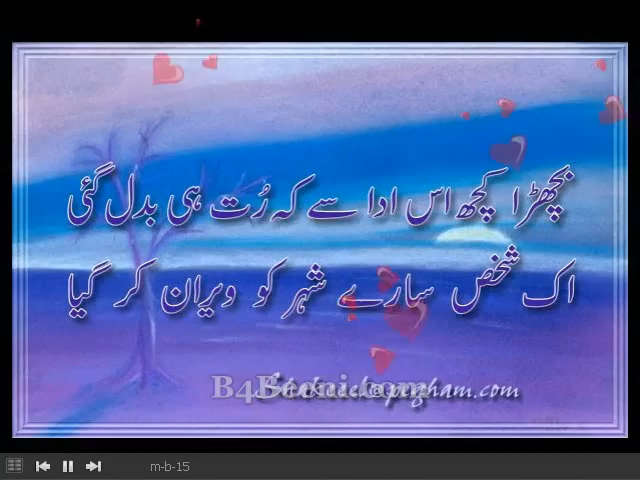 بچھڑا کچھ اس ادا سے کہ رُت ہی بدل گئی
اک شخص سارے شہر کو ویران کر گیا
m-b-15